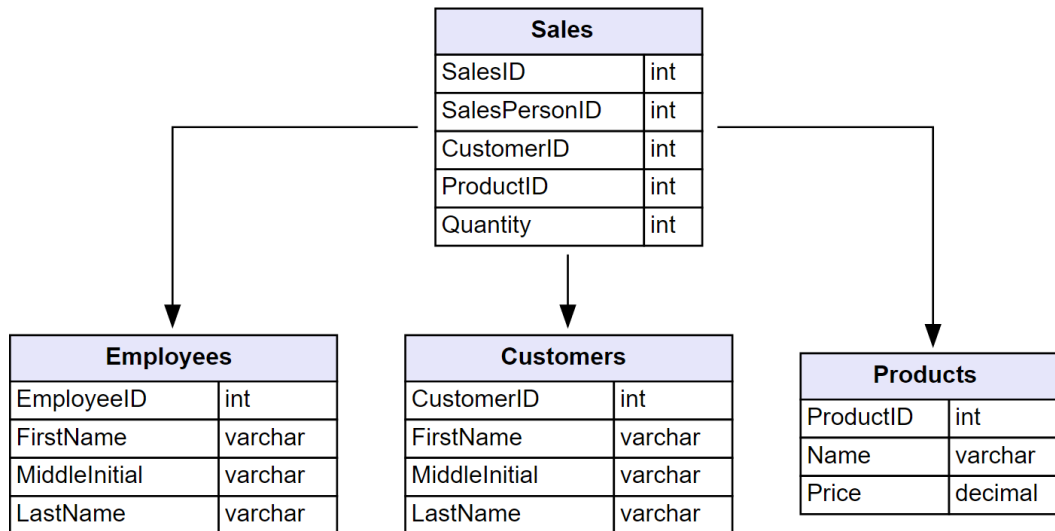 Sales
SalesID int
SalesPersonID int
CustomerID int
ProductID int
Quantity int
Employees
EmployeeID int
FirstName varchar
MiddleInitial varchar
LastName varchar
Customers
CustomerID int
FirstName varchar
MiddleInitial varchar
LastName varchar
Products
ProductID int
Name varchar
Price decimal